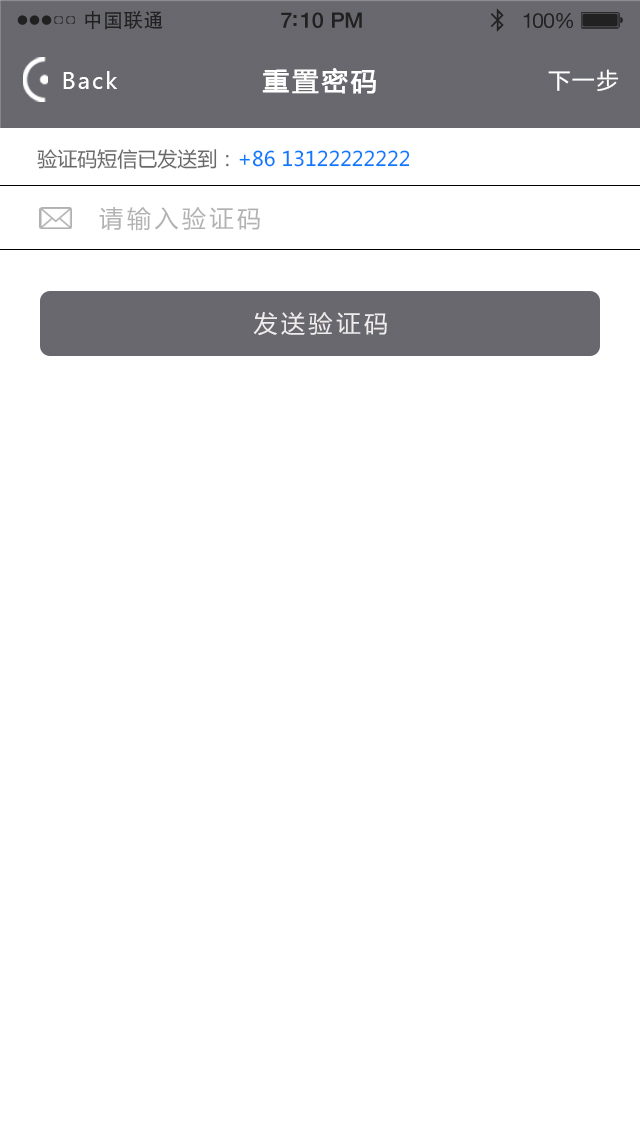 中国联通 7:10 PM 100%
Back 重置密码 下一步
验证码短信已发送到：+86 13122222222
请输入验证码
发送验证码